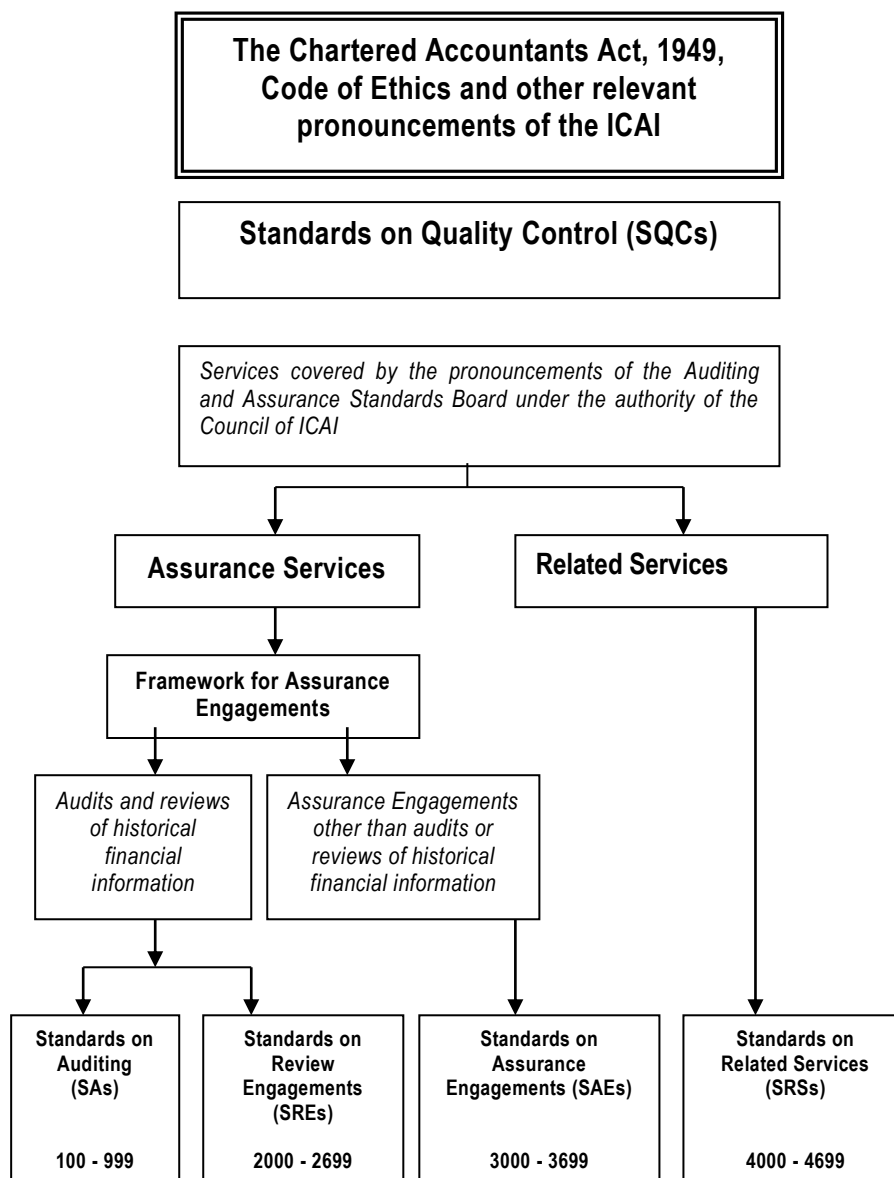 The Chartered Accountants Act, 1949,
Code of Ethics and other relevant
pronouncements of the ICAI
Standards on Quality Control (SQCs)
Services covered by the pronouncements of the Auditing
and Assurance Standards Board under the authority of the
Council of ICAI
Assurance Services
Related Services
Framework for Assurance
Engagements
Audits and reviews
of historical
financial
information
Assurance Engagements
other than audits or
reviews of historical
financial information
Standards on
Auditing
(SAs)
100 - 999
Standards on
Review
Engagements
(SREs)
2000 - 2699
Standards on
Assurance
Engagements (SAEs)
3000 - 3699
Standards on
Related Services
(SRSs)
4000 - 4699